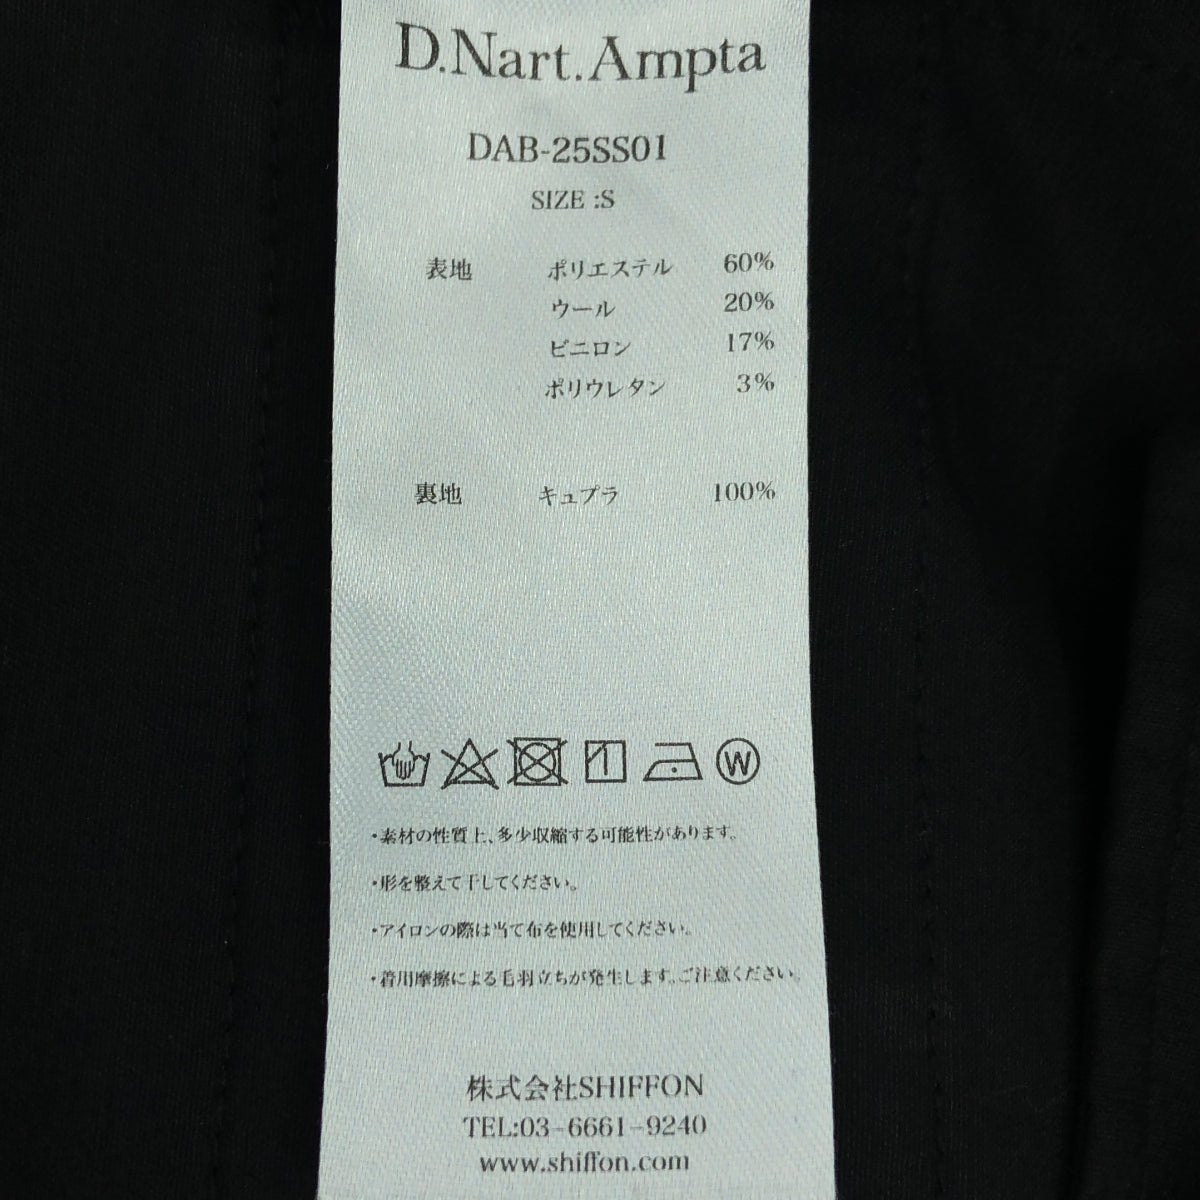 D.Nart.Ampta
DAB-25SS01
SIZE :S
表地 ポリエステル 60%
ウール 20%
ビニロン 17%
ポリウレタン 3%
裏地 キュプラ 100%
W
・素材の性質上、多少収縮する可能性があります。
・形を整えて干してください。
・アイロンの際は当て布を使用してください。
・着用摩擦による毛羽立ちが発生します。ご注意ください。
株式会社SHIFFON
TEL:03-6661-9240
www.shiffon.com